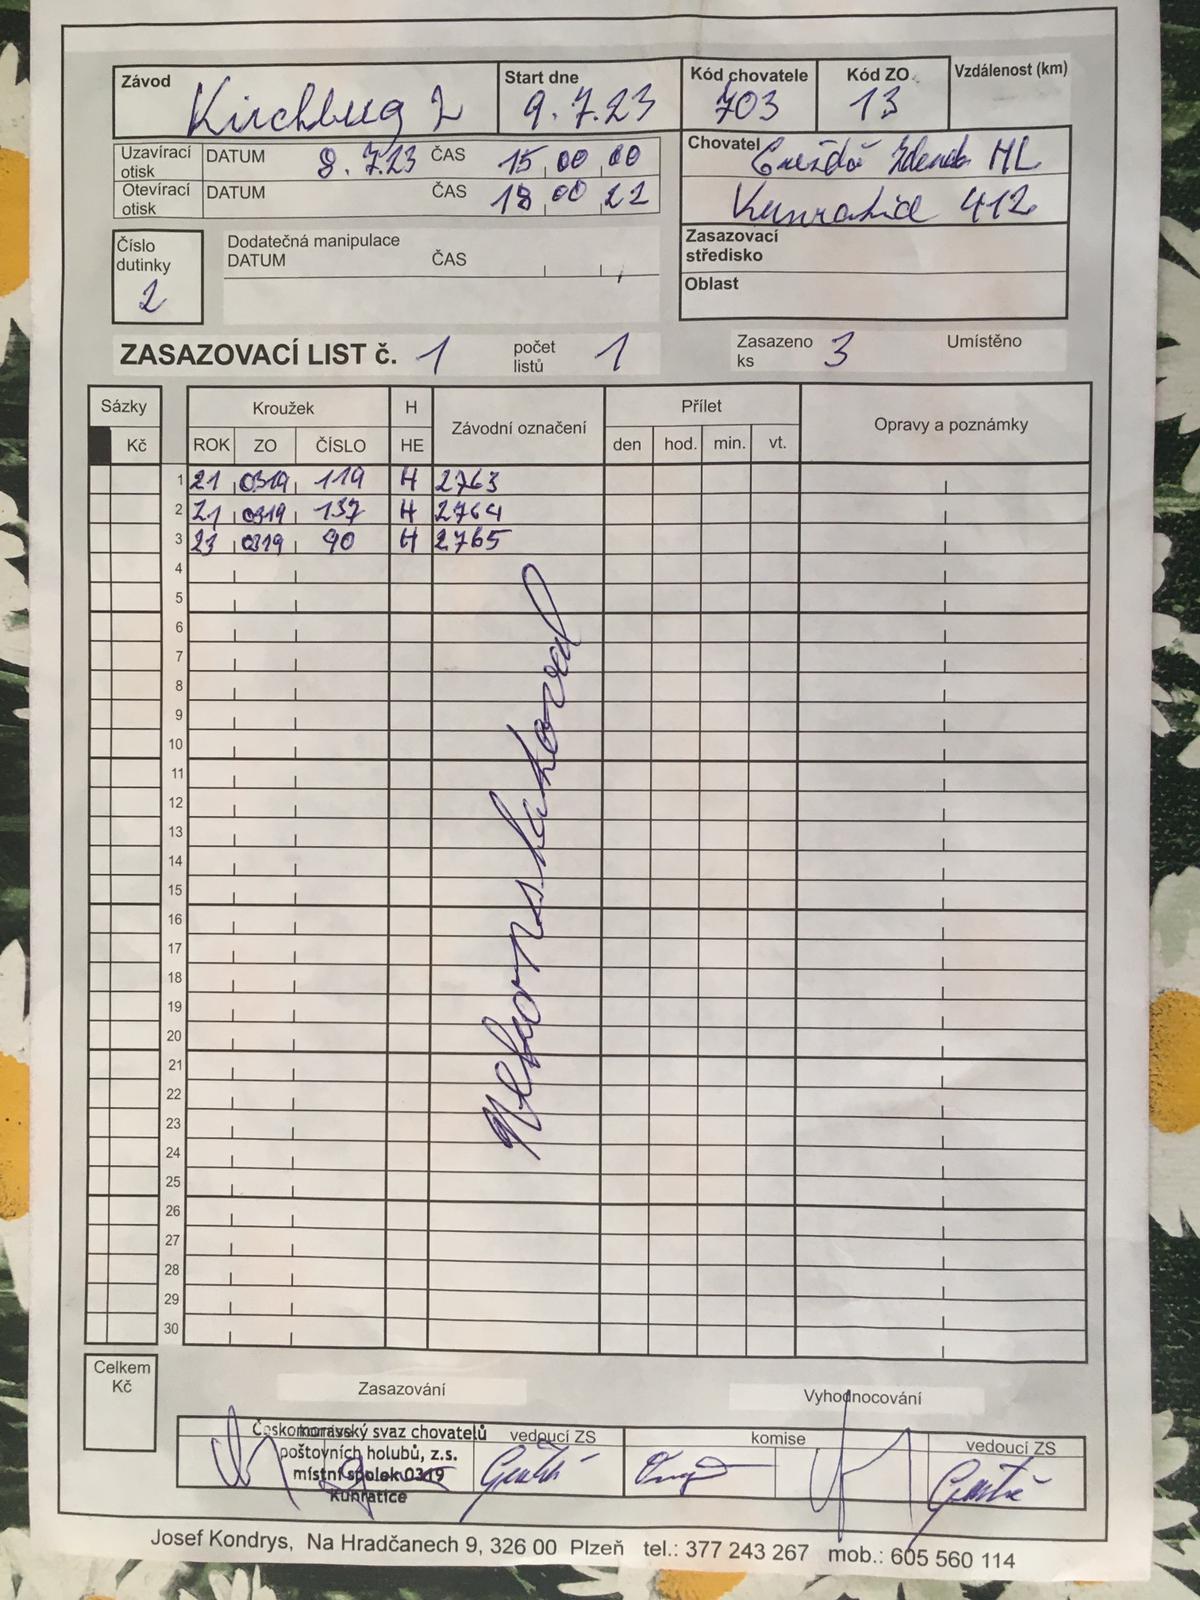 Závod Kirchbug 2
Start dne 9.7.23
Kód chovatele 703
Kód ZO 13
Vzdálenost (km)
Uzavírací otisk DATUM 8.7.23 ČAS 15 00 00
Otevírací otisk DATUM ČAS 18 00 22
Chovatel Zdeněk ML
412
Číslo dutinky 2
Dodatečná manipulace
DATUM ČAS
Zasazovací středisko
Oblast
ZASAZOVACÍ LIST č. 1 počet listů 1 Zasazeno ks 3 Umístěno
Sázky Kroužek H Závodní označení Přílet Opravy a poznámky
Kč ROK ZO ČÍSLO HE den hod. min. vt.
1 21 0319 119 H 2763
2 21 0319 137 H 2764
3 21 0319 90 H 2765
4
5
6
7
8
9
10
11
12
13
14
15
16
17
18
19
20
21
22
23
24
25
26
27
28
29
30
Celkem Kč
Zasazování
Vyhodnocování
vedoucí ZS
komise
vedoucí ZS
Českomoravský svaz chovatelů
poštovních holubů, z.s.
místní spolek 0319
Kunratice
Josef Kondrys, Na Hradčanech 9, 326 00 Plzeň tel.: 377 243 267 mob.: 605 560 114